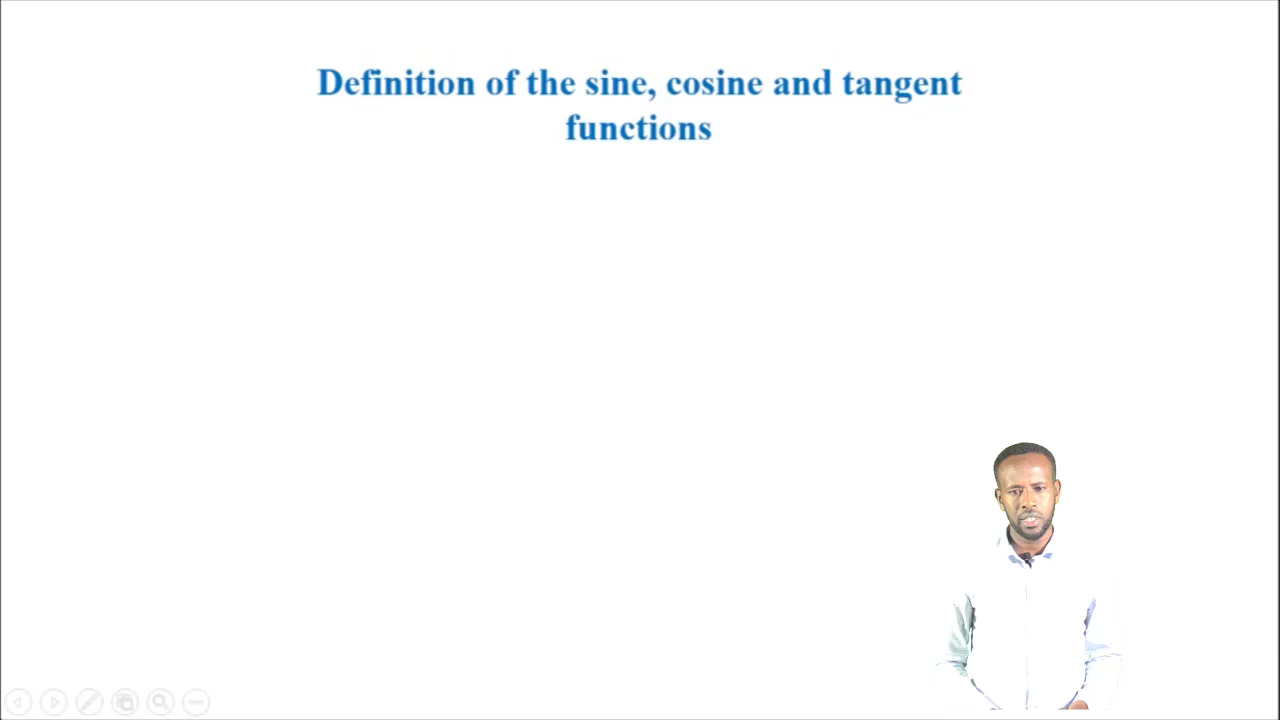 Definition of the sine, cosine and tangent
functions